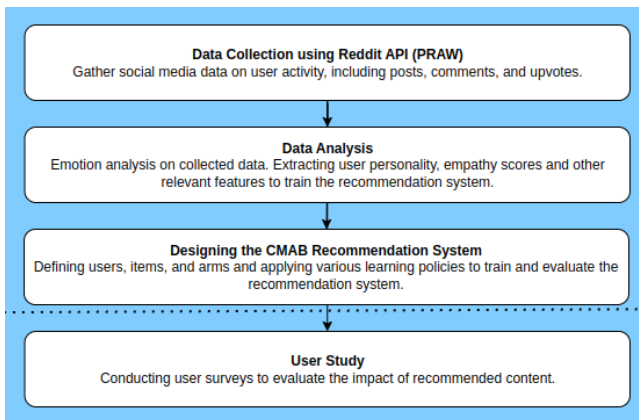 Data Collection using Reddit API (PRAW)
Gather social media data on user activity, including posts, comments, and upvotes.
Data Analysis
Emotion analysis on collected data. Extracting user personality, empathy scores and other
relevant features to train the recommendation system.
Designing the CMAB Recommendation System
Defining users, items, and arms and applying various learning policies to train and evaluate the
recommendation system.
User Study
Conducting user surveys to evaluate the impact of recommended content.